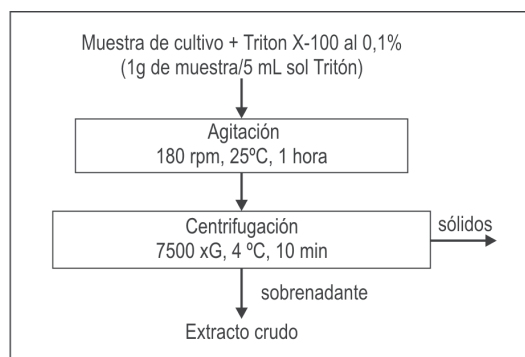 Muestra de cultivo + Triton X-100 al 0,1%
(1g de muestra/5 mL sol Tritón)
Agitación
180 rpm, 25ºC, 1 hora
Centrifugación
7500 xG, 4 ºC, 10 min
sólidos
sobrenadante
Extracto crudo